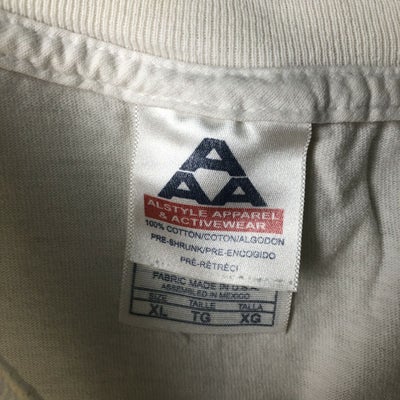 A
AAA
ALSTYLE APPAREL
& ACTIVEWEAR
100% COTTON/COTON/ALGODON
PRE-SHRUNK/PRE-ENCOGIDO
PRÉ-RÉTRÉCI
FABRIC MADE IN U.S.A.
ASSEMBLED IN MEXICO
SIZE TAILLE TALLA
XL TG XG